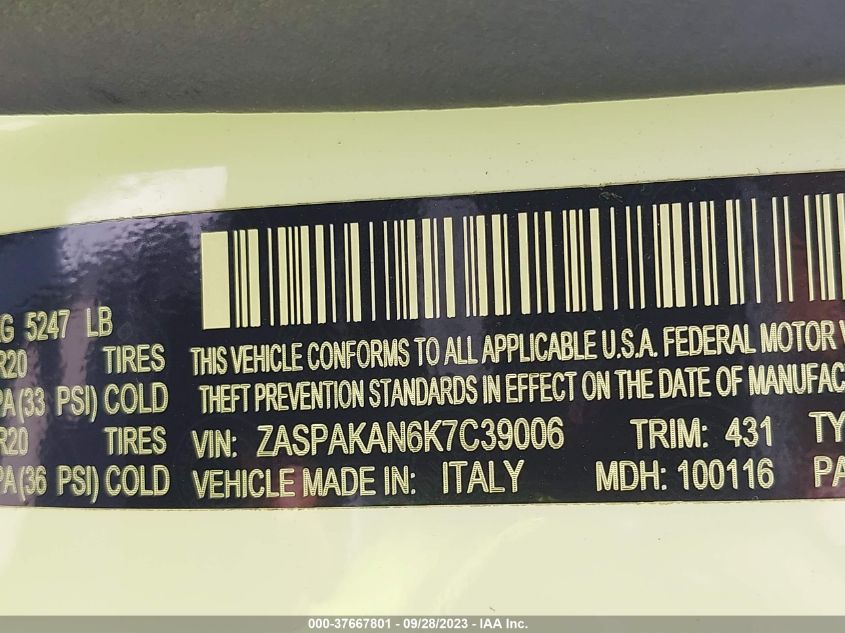 G 5247 LB
R20 TIRES THIS VEHICLE CONFORMS TO ALL APPLICABLE U.S.A. FEDERAL MOTOR
PA(33 PSI) COLD THEFT PREVENTION STANDARDS IN EFFECT ON THE DATE OF MANUFAC
R20 TIRES VIN: ZASPAKAN6K7C39006 TRIM: 431 TY
PA(36 PSI) COLD VEHICLE MADE IN: ITALY MDH: 100116 PA
000-37667801 - 09/28/2023 - © IAA Inc.